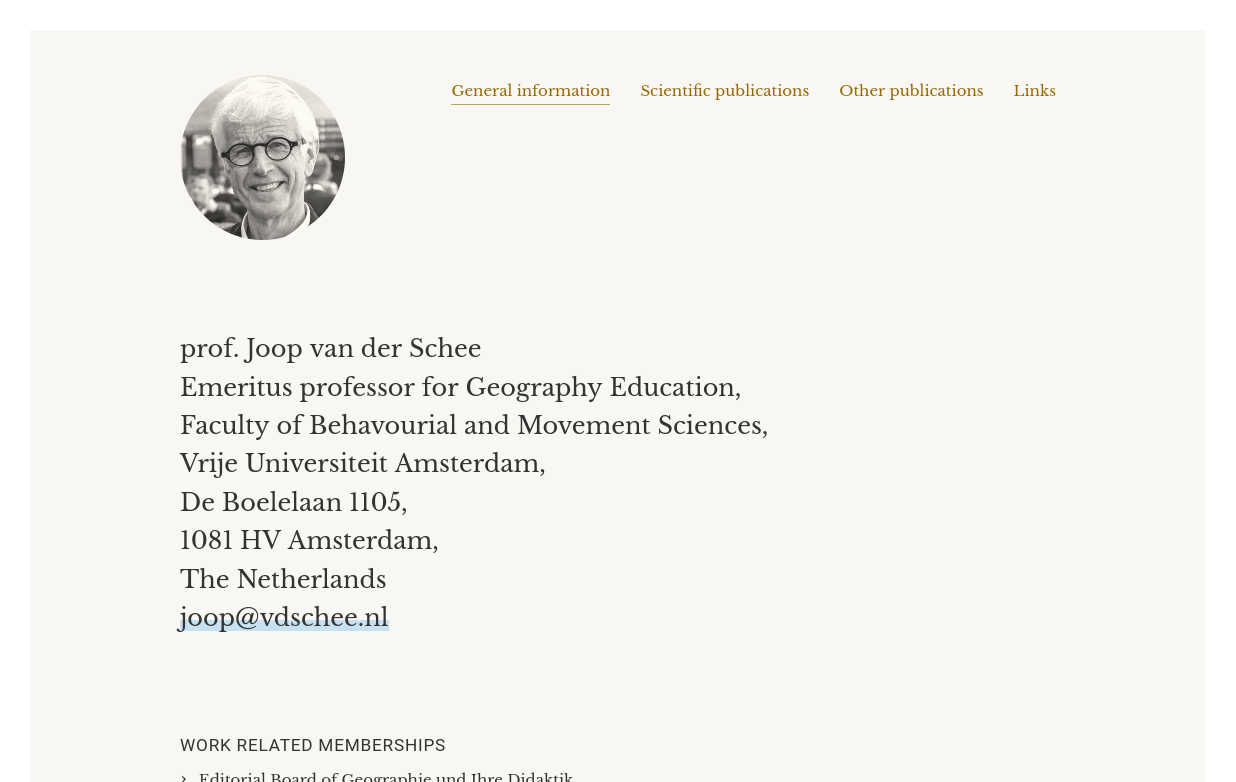 General information Scientific publications Other publications Links
prof. Joop van der Schee
Emeritus professor for Geography Education,
Faculty of Behavourial and Movement Sciences,
Vrije Universiteit Amsterdam,
De Boelelaan 1105,
1081 HV Amsterdam,
The Netherlands
joop@vdschee.nl
WORK RELATED MEMBERSHIPS
› Editorial Board of Geographie und Ihre Didaktik